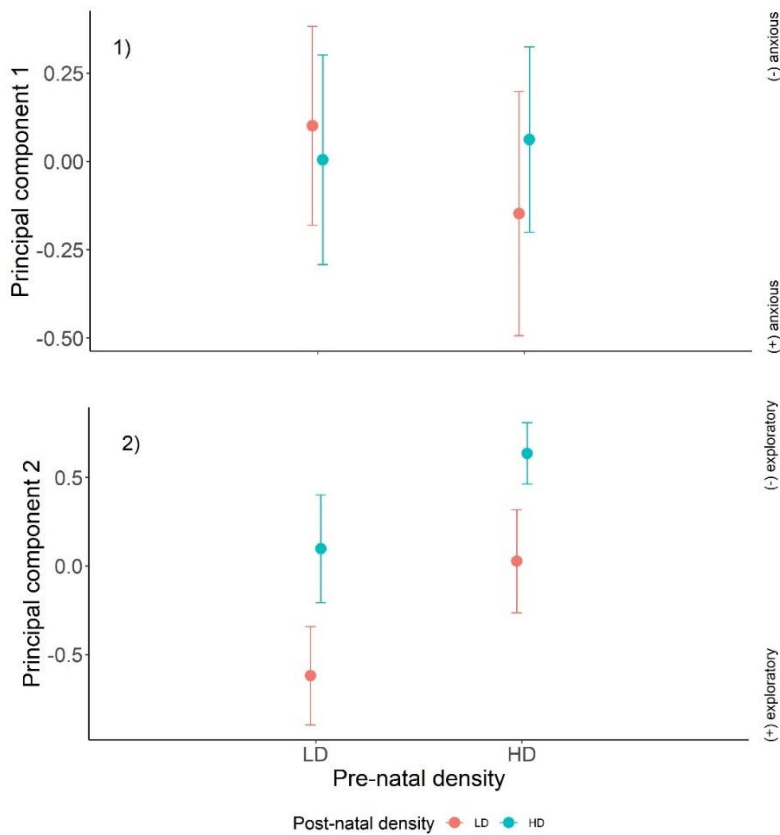 1)
Principal component 1
0.25
0.00
-0.25
-0.50
(-) anxious
(+) anxious
2)
Principal component 2
0.5
0.0
-0.5
(-) exploratory
(+) exploratory
LD HD
Pre-natal density
Post-natal density LD HD